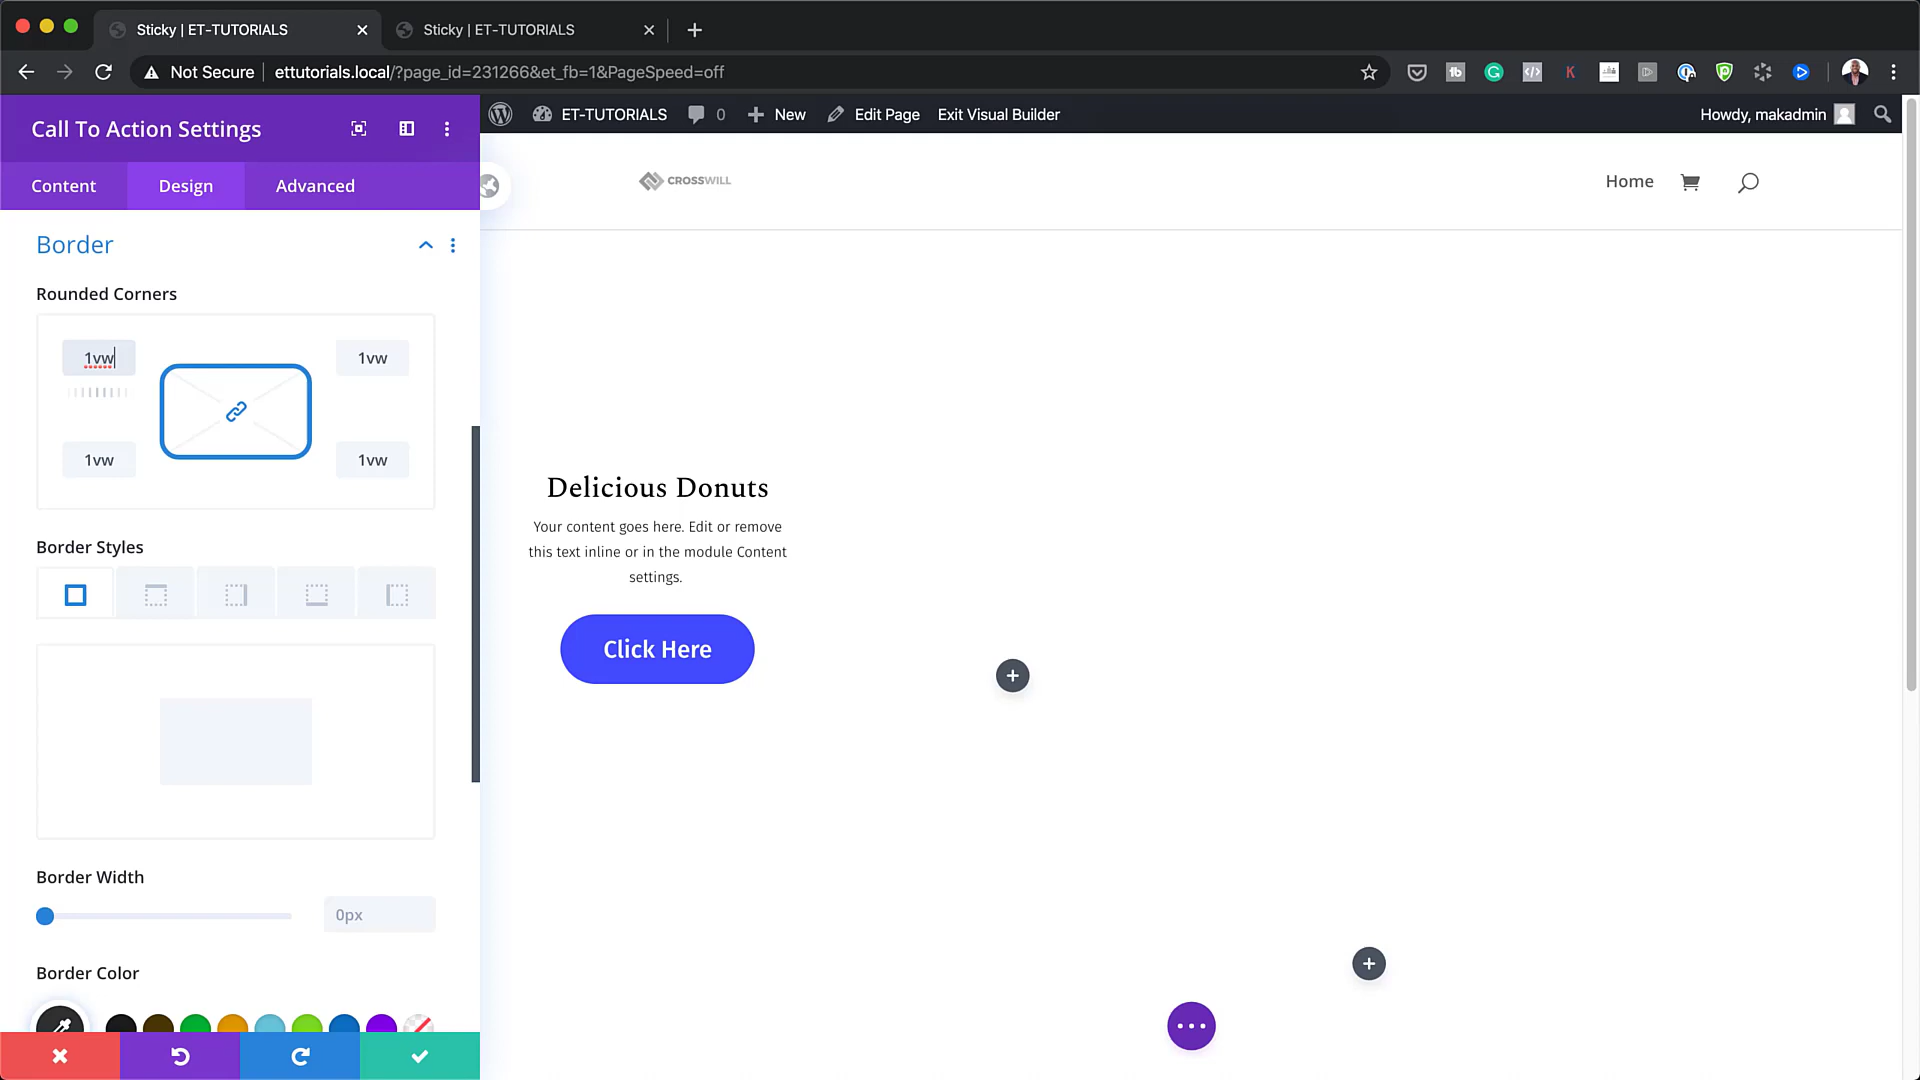 Sticky | ET-TUTORIALS
Sticky | ET-TUTORIALS
Not Secure
ettutorials.local/?page_id=231266&et_fb=1&PageSpeed=off
Call To Action Settings
ET-TUTORIALS
0
New
Edit Page
Exit Visual Builder
Howdy, makadmin
Content
Design
Advanced
CROSSWILL
Home
Border
Rounded Corners
1vw
1vw
1vw
1vw
Border Styles
Delicious Donuts
Your content goes here. Edit or remove
this text inline or in the module Content
settings.
Click Here
Border Width
0px
Border Color